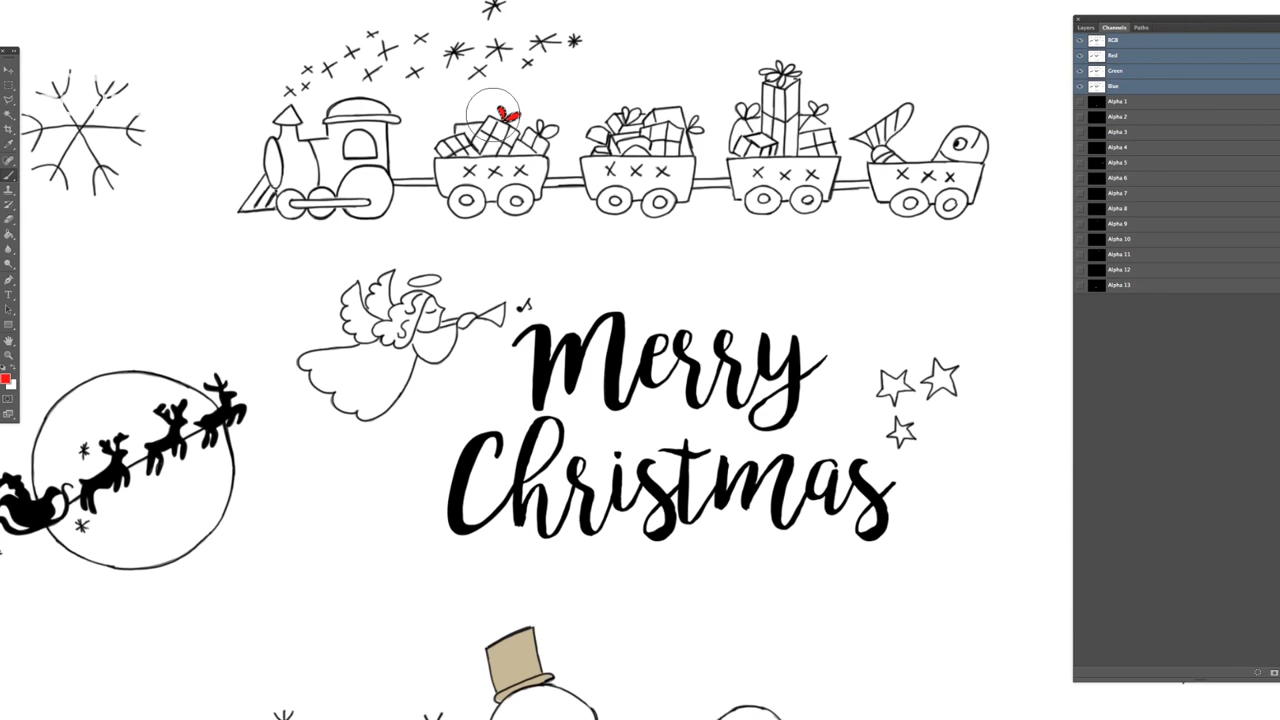 Layers Channels Paths
RGB
Red
Green
Blue
Alpha 1
Alpha 2
Alpha 3
Alpha 4
Alpha 5
Alpha 6
Alpha 7
Alpha 8
Alpha 9
Alpha 10
Alpha 11
Alpha 12
Alpha 13
Merry
Christmas